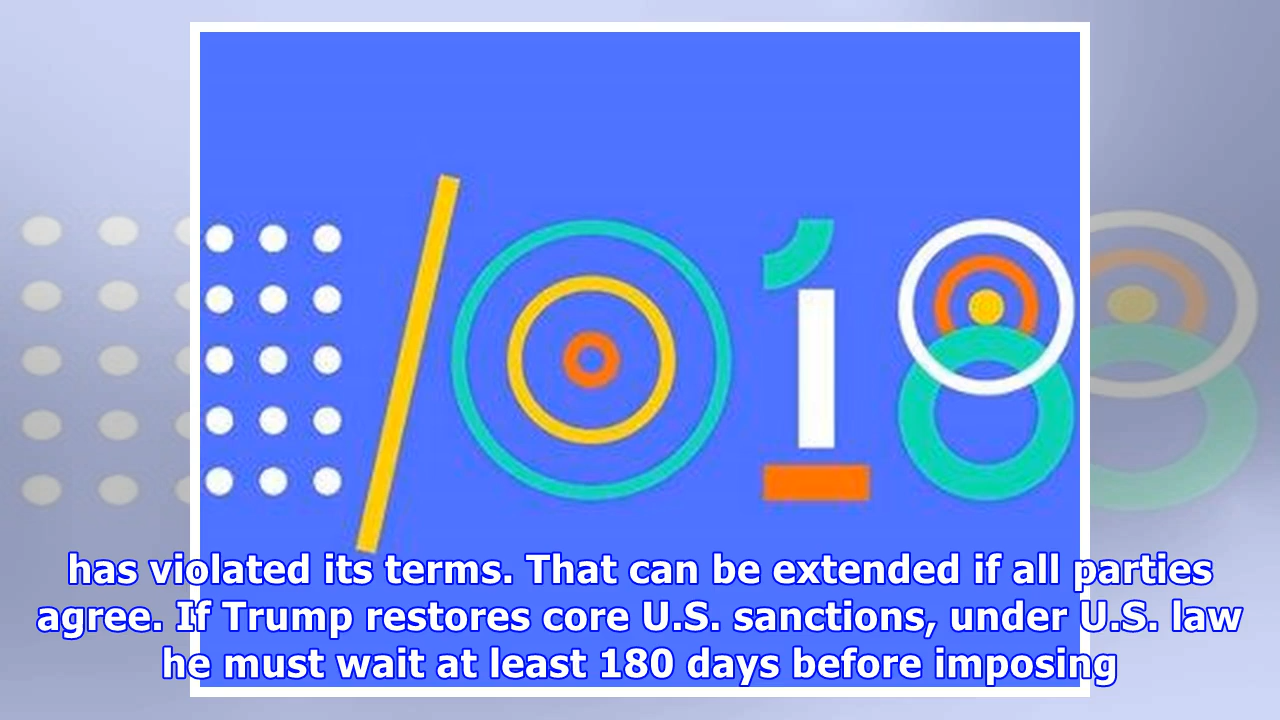 /O18
has violated its terms. That can be extended if all parties
agree. If Trump restores core U.S. sanctions, under U.S. law
he must wait at least 180 days before imposing